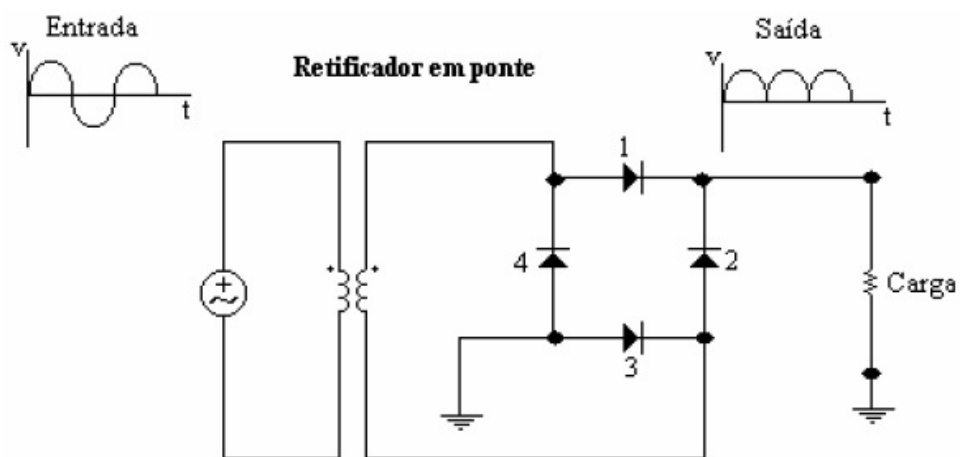 Entrada
v
t
Retificador em ponte
Saída
v
t
1
4
2
3
Carga